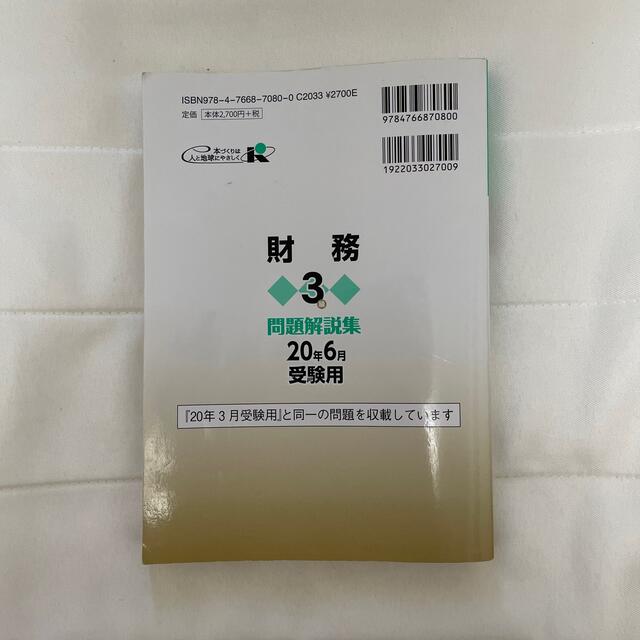 ISBN978-4-7668-7080-0 C2033 ¥2700E
定価 本体2,700円+税
9784766870800
本づくりは
人と地球にやさしく
K
1922033027009
財務
3級
問題解説集
20年6月
受験用
『20年3月受験用』と同一の問題を収載しています